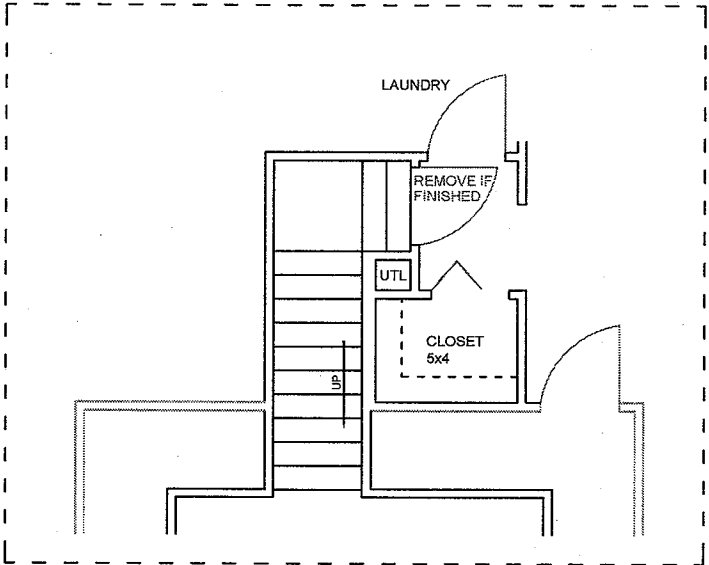 LAUNDRY
REMOVE IF
FINISHED
UTL
CLOSET
5x4
UP